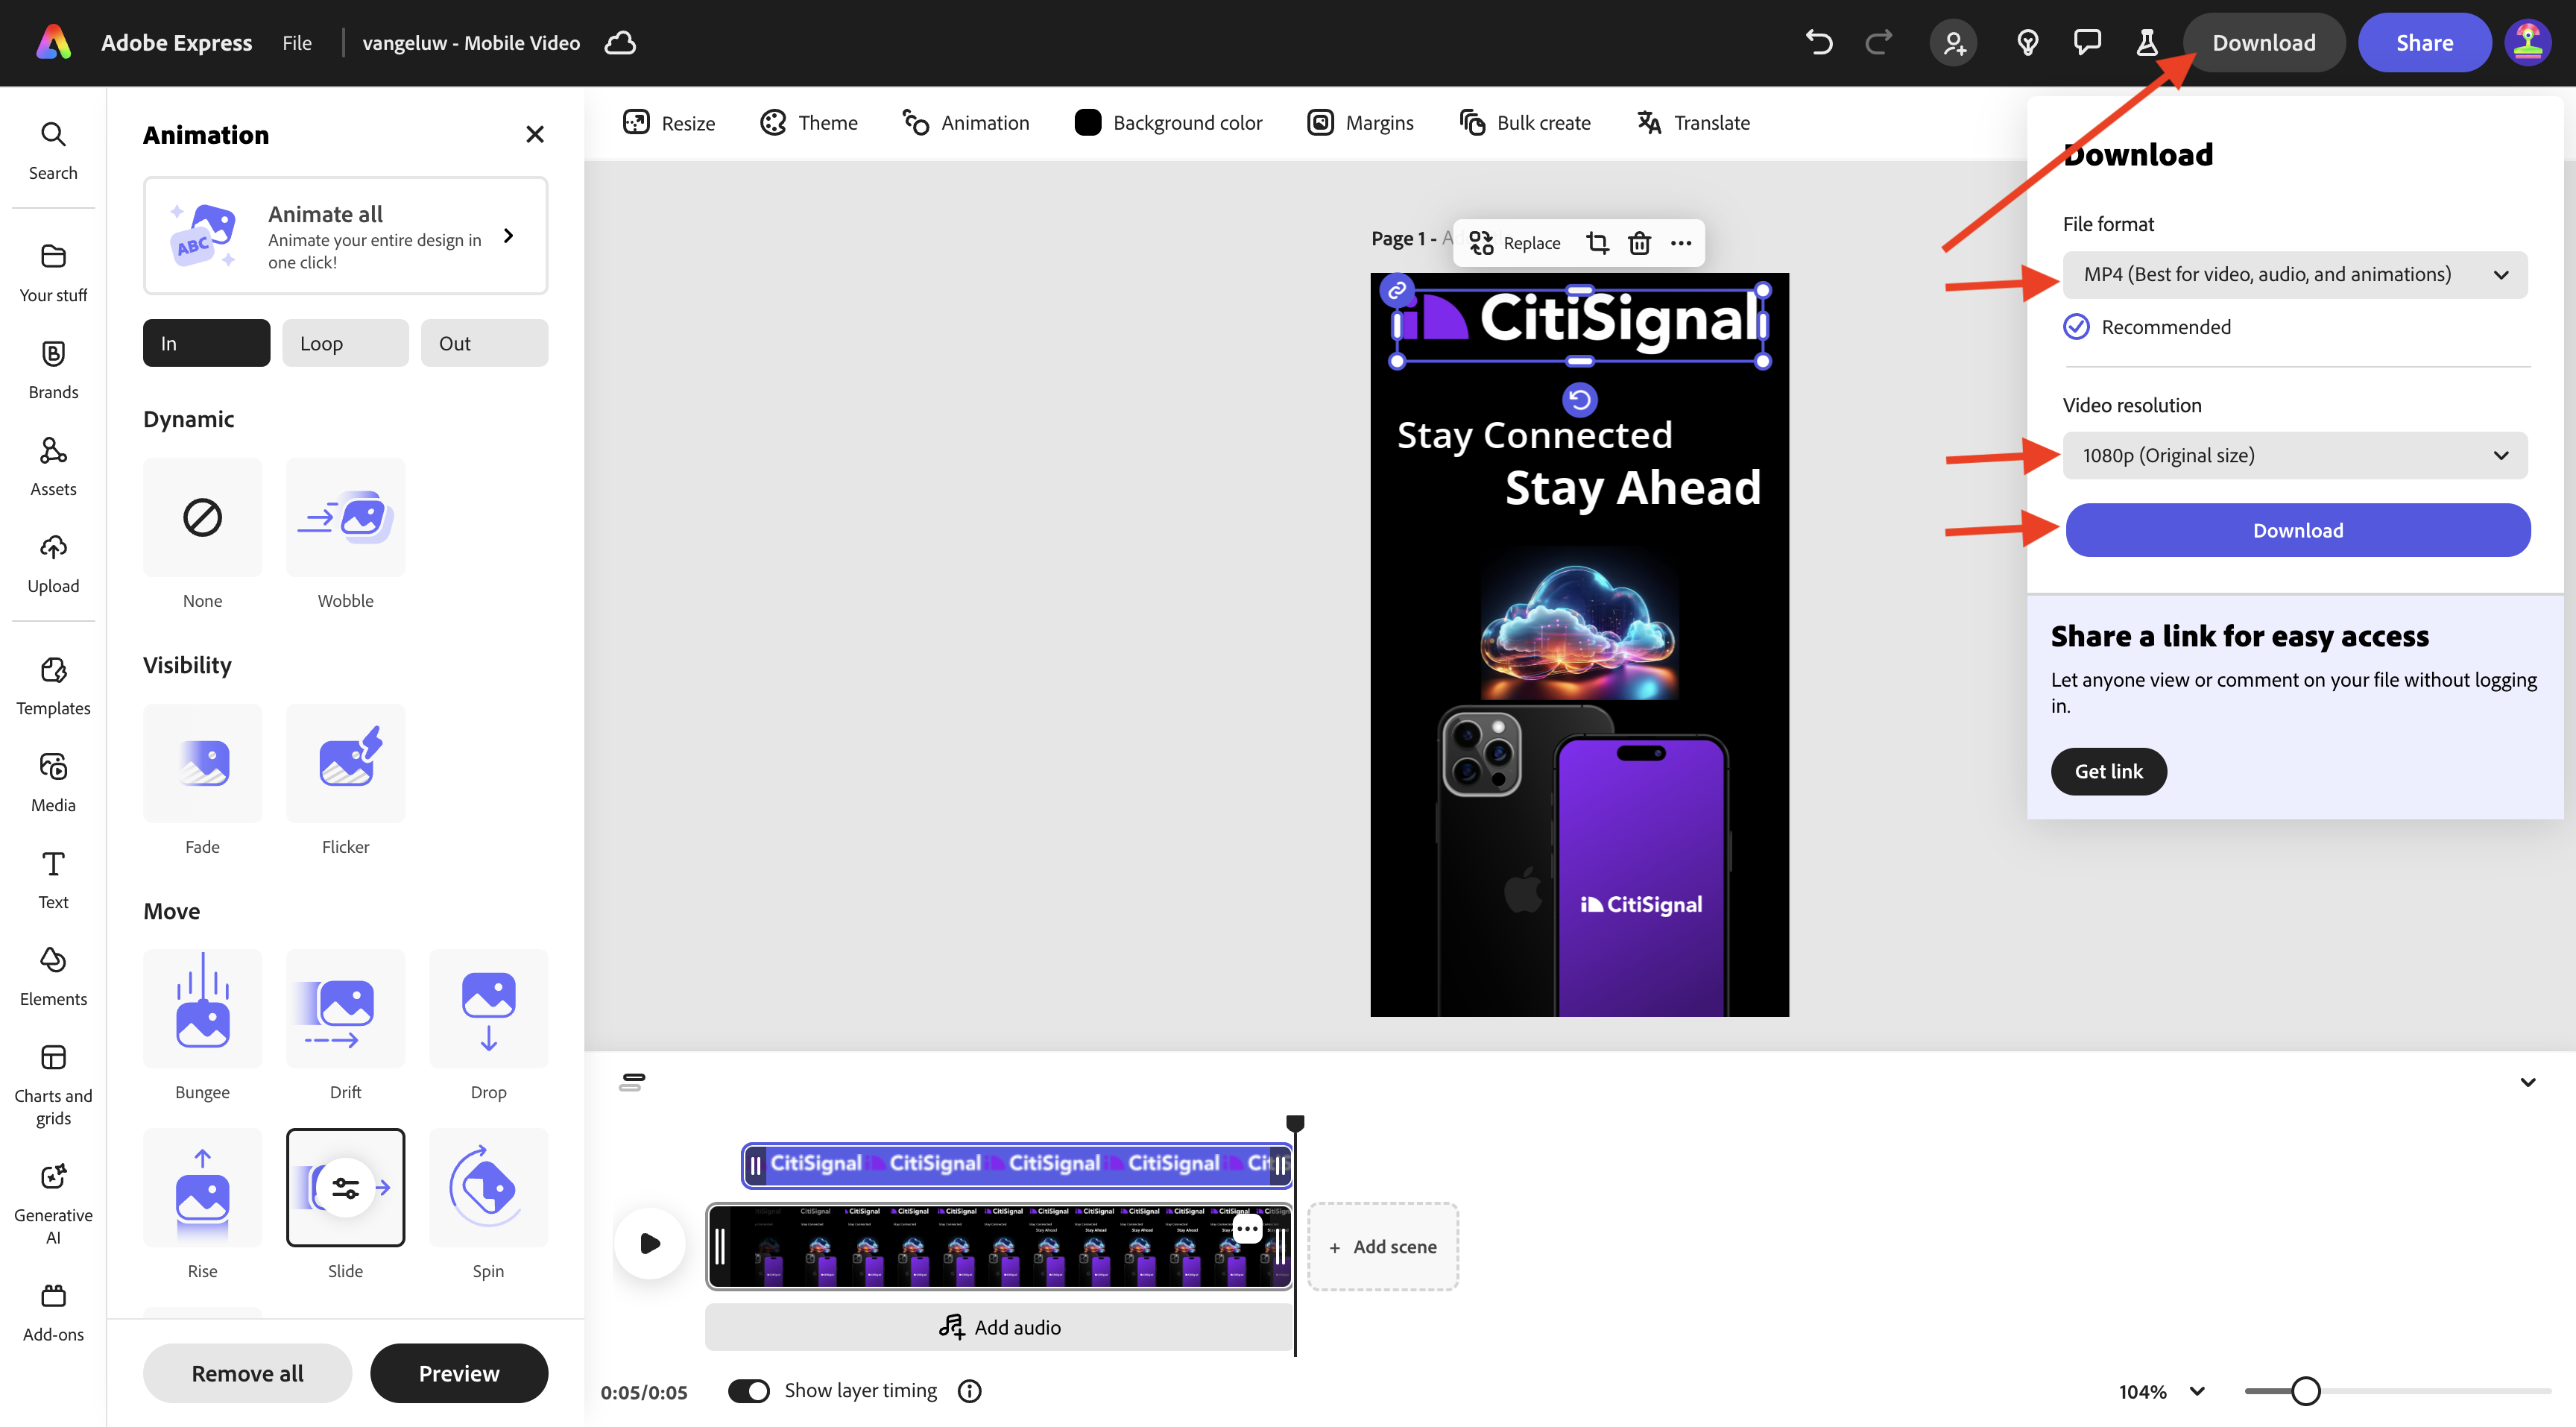 Adobe Express
File
vangeluw - Mobile Video
Download
Share
Search
Your stuff
Brands
Assets
Upload
Templates
Media
Text
Elements
Charts and
grids
Generative
AI
Add-ons
Animation
ABC
Animate all
Animate your entire design in
one click!
In
Loop
Out
Dynamic
None
Wobble
Visibility
Fade
Flicker
Move
Bungee
Drift
Drop
Rise
Slide
Spin
Remove all
Preview
Resize
Theme
Animation
Background color
Margins
Bulk create
Translate
Page 1 -
Replace
CitiSignal
Stay Connected
Stay Ahead
CitiSignal
Download
File format
MP4 (Best for video, audio, and animations)
Recommended
Video resolution
1080p (Original size)
Download
Share a link for easy access
Let anyone view or comment on your file without logging
in.
Get link
CitiSignal CitiSignal CitiSignal CitiSignal
+ Add scene
Add audio
0:05/0:05
Show layer timing
104%